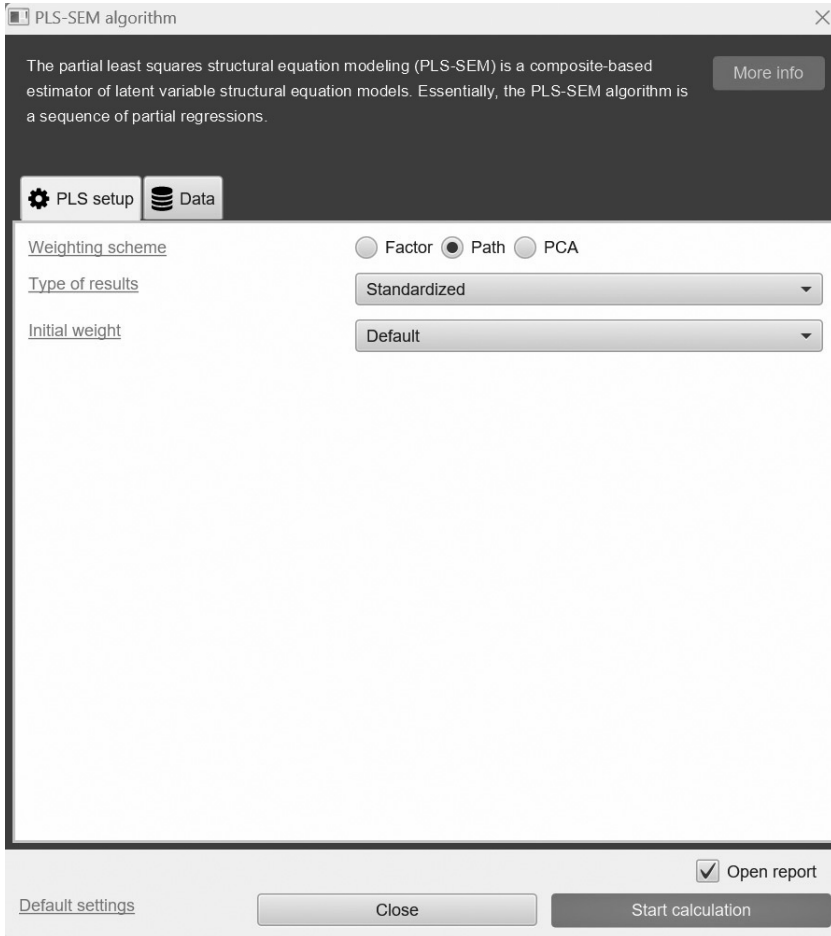 PLS-SEM algorithm
The partial least squares structural equation modeling (PLS-SEM) is a composite-based
estimator of latent variable structural equation models. Essentially, the PLS-SEM algorithm is
a sequence of partial regressions.
More info
PLS setup Data
Weighting scheme Factor Path PCA
Type of results Standardized
Initial weight Default
Open report
Default settings Close Start calculation